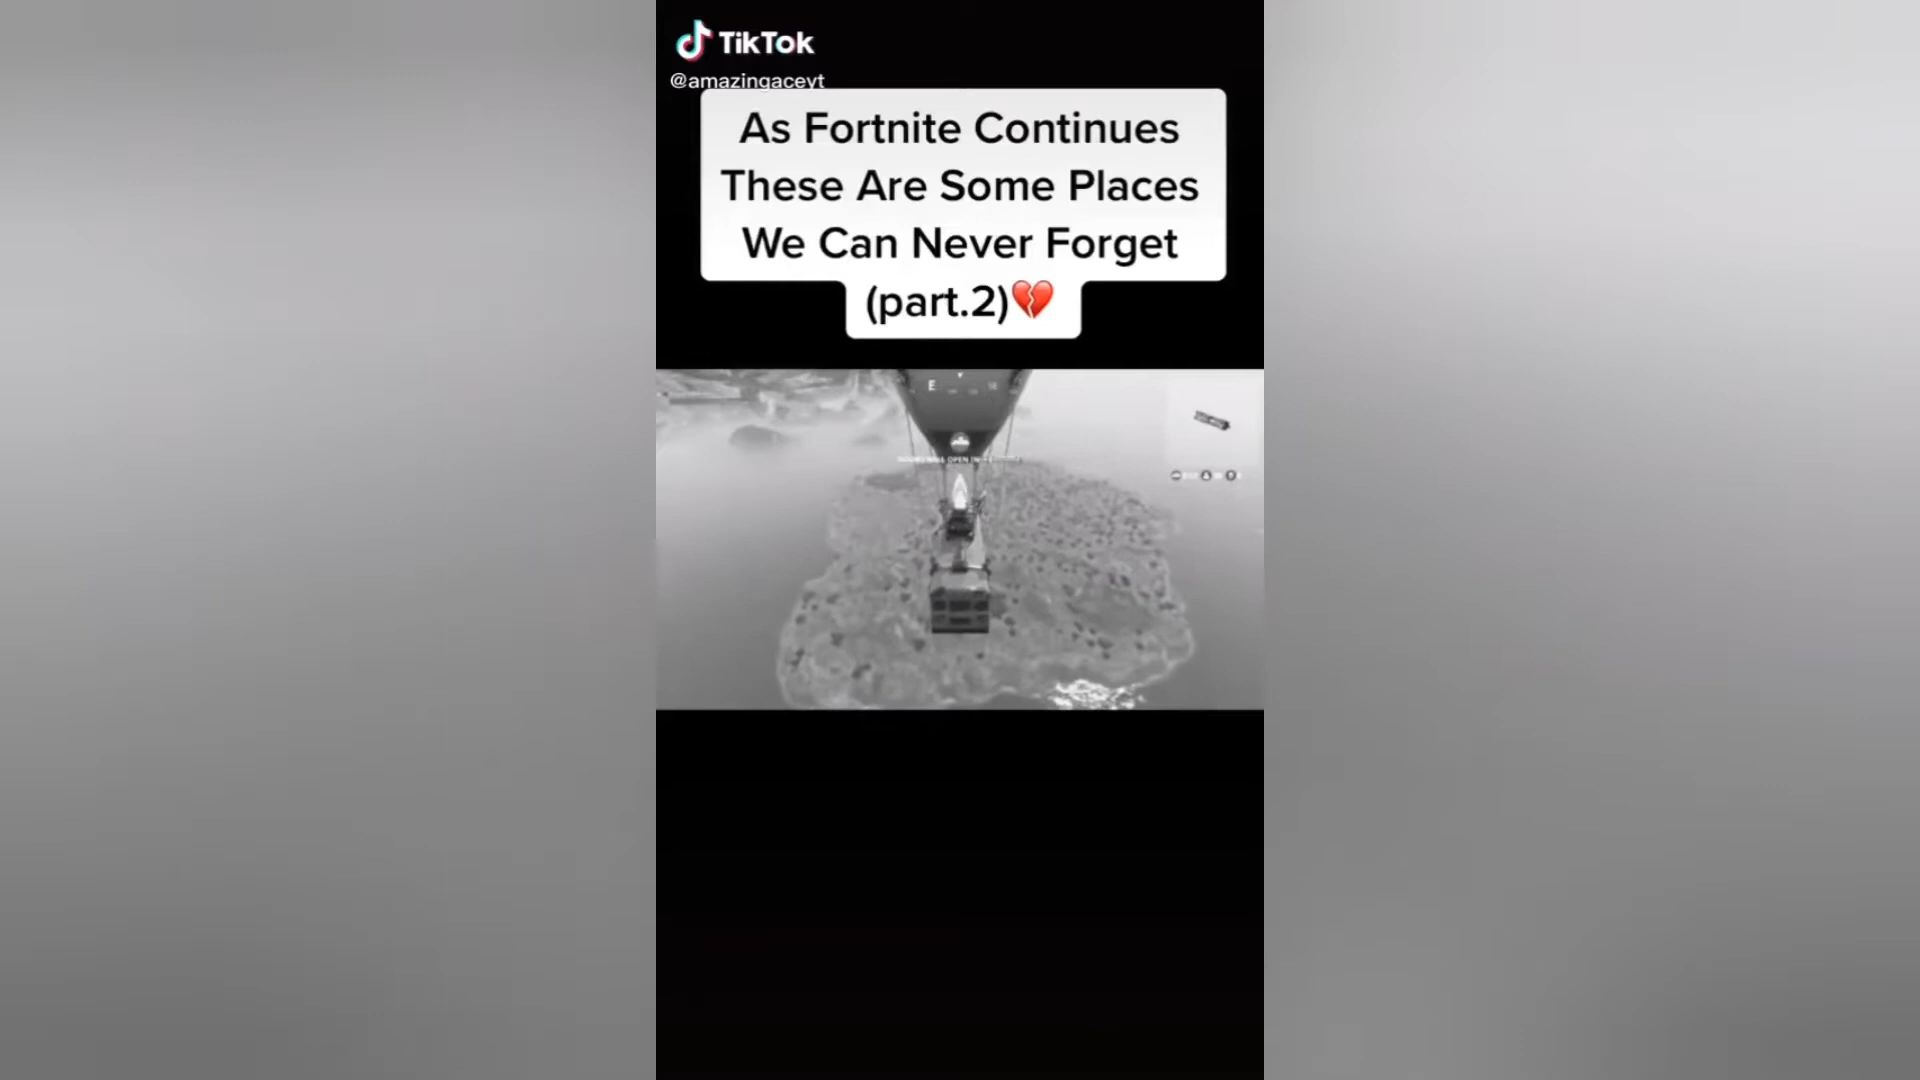 TikTok
@amazingaceyt
As Fortnite Continues
These Are Some Places
We Can Never Forget
(part.2)💔
E